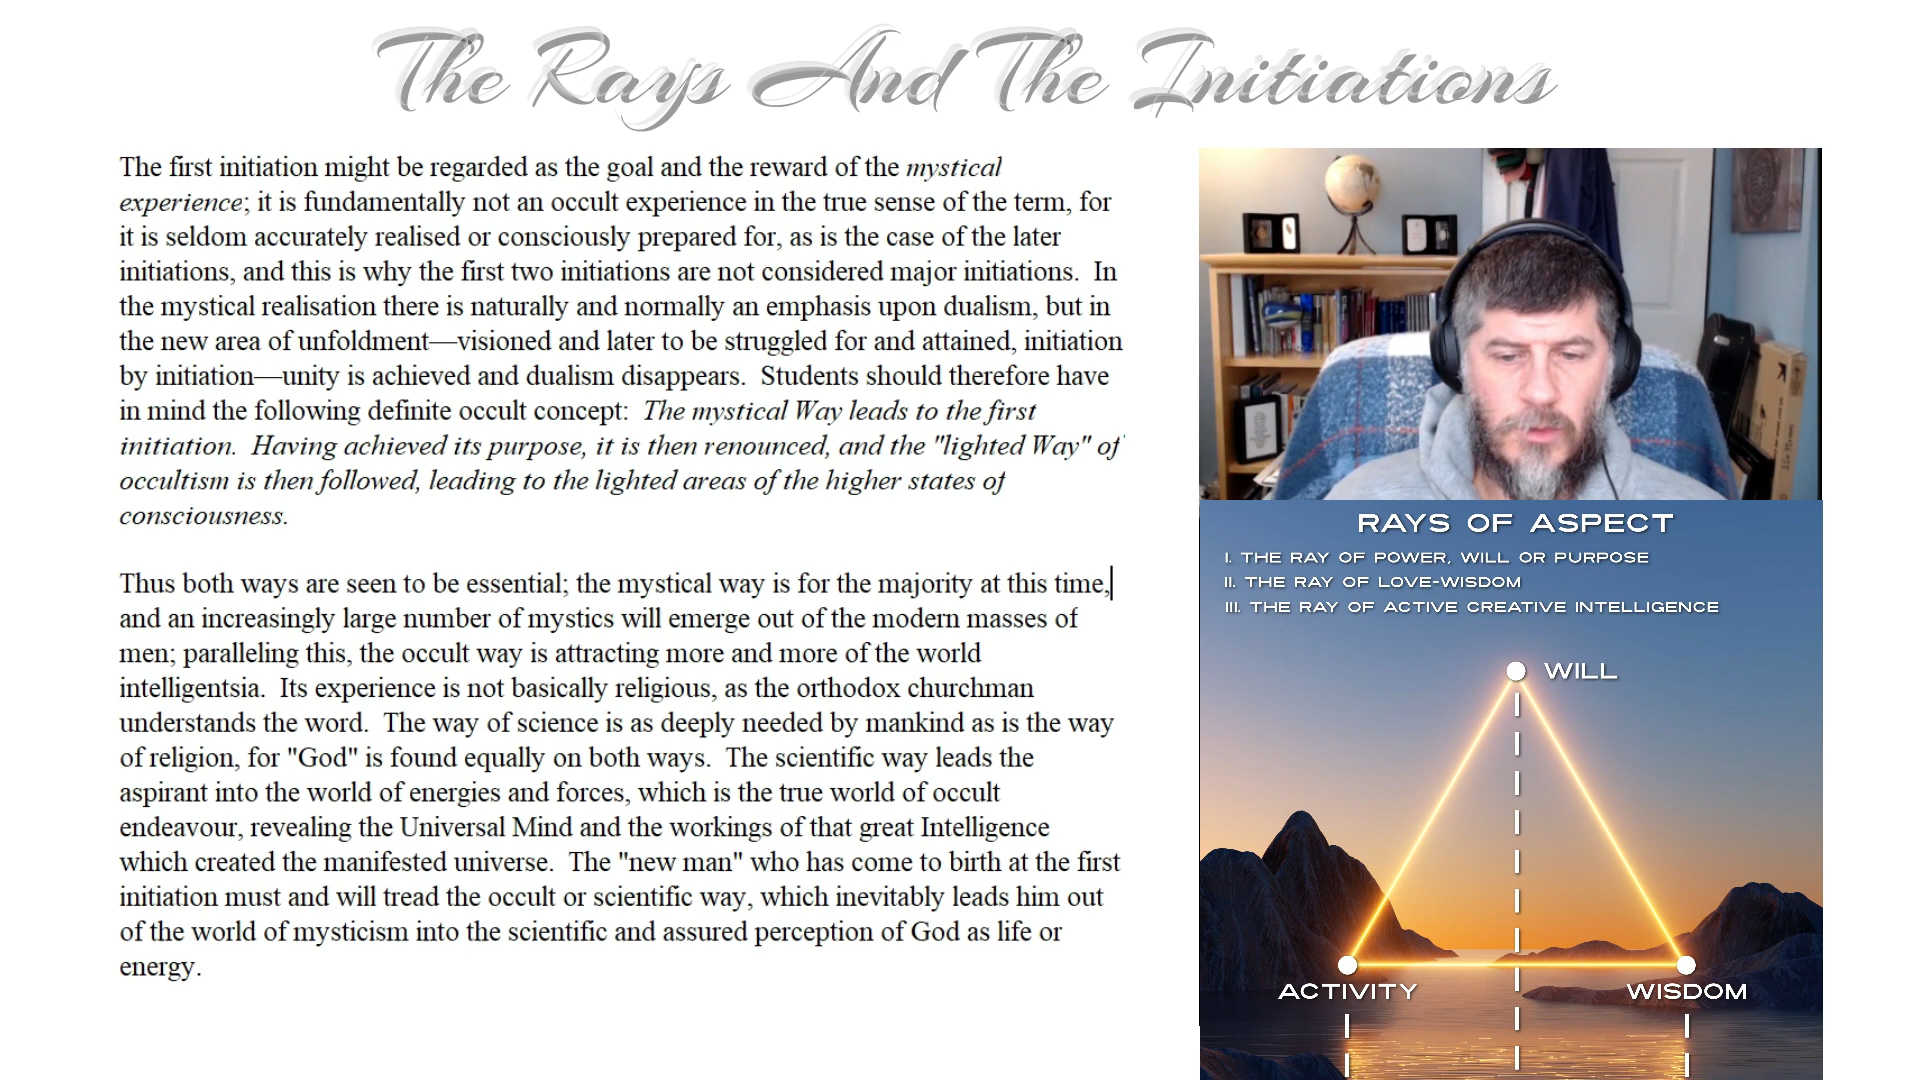 The Rays And The Initiations
The first initiation might be regarded as the goal and the reward of the mystical
experience; it is fundamentally not an occult experience in the true sense of the term, for
it is seldom accurately realised or consciously prepared for, as is the case of the later
initiations, and this is why the first two initiations are not considered major initiations.  In
the mystical realisation there is naturally and normally an emphasis upon dualism, but in
the new area of unfoldment—visioned and later to be struggled for and attained, initiation
by initiation—unity is achieved and dualism disappears.  Students should therefore have
in mind the following definite occult concept:  The mystical Way leads to the first
initiation.  Having achieved its purpose, it is then renounced, and the "lighted Way" of
occultism is then followed, leading to the lighted areas of the higher states of
consciousness.
Thus both ways are seen to be essential; the mystical way is for the majority at this time,
and an increasingly large number of mystics will emerge out of the modern masses of
men; paralleling this, the occult way is attracting more and more of the world
intelligentsia.  Its experience is not basically religious, as the orthodox churchman
understands the word.  The way of science is as deeply needed by mankind as is the way
of religion, for "God" is found equally on both ways.  The scientific way leads the
aspirant into the world of energies and forces, which is the true world of occult
endeavour, revealing the Universal Mind and the workings of that great Intelligence
which created the manifested universe.  The "new man" who has come to birth at the first
initiation must and will tread the occult or scientific way, which inevitably leads him out
of the world of mysticism into the scientific and assured perception of God as life or
energy.
RAYS OF ASPECT
I. THE RAY OF POWER, WILL OR PURPOSE
II. THE RAY OF LOVE-WISDOM
III. THE RAY OF ACTIVE CREATIVE INTELLIGENCE
WILL
ACTIVITY
WISDOM